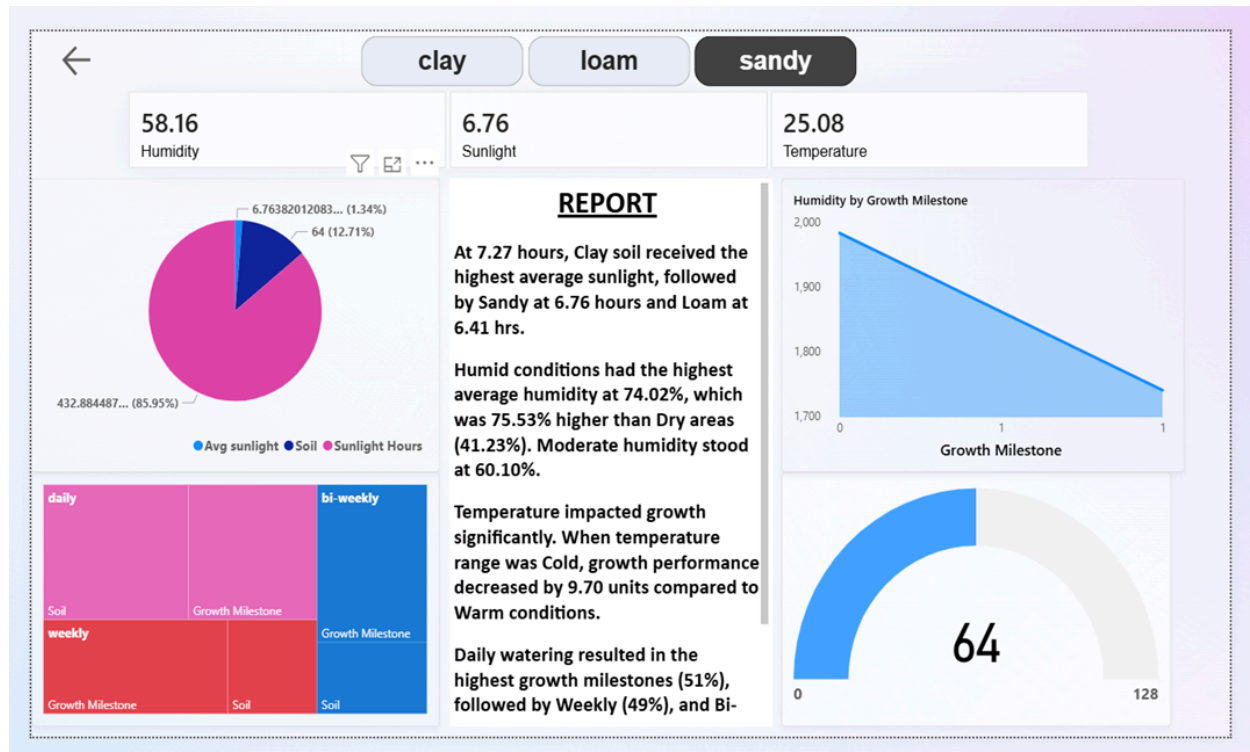 clay
loam
sandy
58.16
Humidity
6.76
Sunlight
25.08
Temperature
6.76382012083... (1.34%)
64 (12.71%)
432.884487... (85.95%)
Avg sunlight
Soil
Sunlight Hours
REPORT
At 7.27 hours, Clay soil received the
highest average sunlight, followed
by Sandy at 6.76 hours and Loam at
6.41 hrs.
Humid conditions had the highest
average humidity at 74.02%, which
was 75.53% higher than Dry areas
(41.23%). Moderate humidity stood
at 60.10%.
Temperature impacted growth
significantly. When temperature
range was Cold, growth performance
decreased by 9.70 units compared to
Warm conditions.
Daily watering resulted in the
highest growth milestones (51%),
followed by Weekly (49%), and Bi-
Humidity by Growth Milestone
2,000
1,900
1,800
1,700
0
1
1
Growth Milestone
daily
Soil
Growth Milestone
bi-weekly
Growth Milestone
Soil
weekly
Growth Milestone
Soil
64
0
128